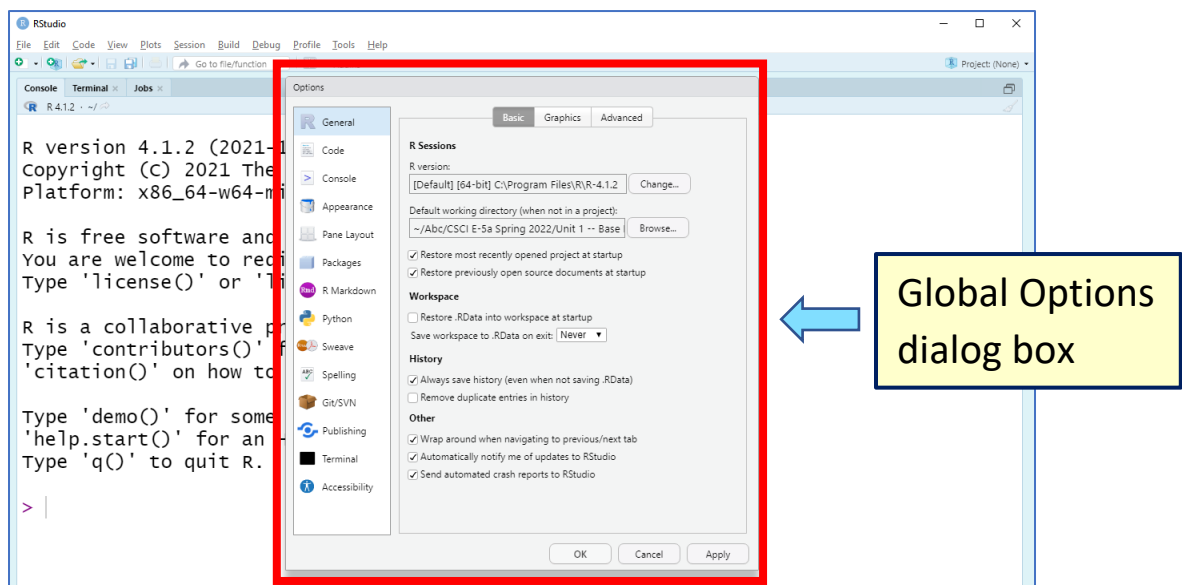 RStudio
File Edit Code View Plots Session Build Debug Profile Tools Help
Go to file/function
Project: (None)
Console Terminal Jobs
R 4.1.2 · ~/
R version 4.1.2 (2021-1
Copyright (C) 2021 The
Platform: x86_64-w64-mi
R is free software and
You are welcome to redi
Type 'license()' or 'li
R is a collaborative pr
Type 'contributors()' f
'citation()' on how to
Type 'demo()' for some
'help.start()' for an
Type 'q()' to quit R.
>
Options
General
Code
Console
Appearance
Pane Layout
Packages
R Markdown
Python
Sweave
Spelling
Git/SVN
Publishing
Terminal
Accessibility
Basic Graphics Advanced
R Sessions
R version:
[Default] [64-bit] C:\Program Files\R\R-4.1.2 Change...
Default working directory (when not in a project):
~/Abc/CSCI E-5a Spring 2022/Unit 1 -- Base Browse...
Restore most recently opened project at startup
Restore previously open source documents at startup
Workspace
Restore .RData into workspace at startup
Save workspace to .RData on exit: Never
History
Always save history (even when not saving .RData)
Remove duplicate entries in history
Other
Wrap around when navigating to previous/next tab
Automatically notify me of updates to RStudio
Send automated crash reports to RStudio
OK Cancel Apply
Global Options
dialog box